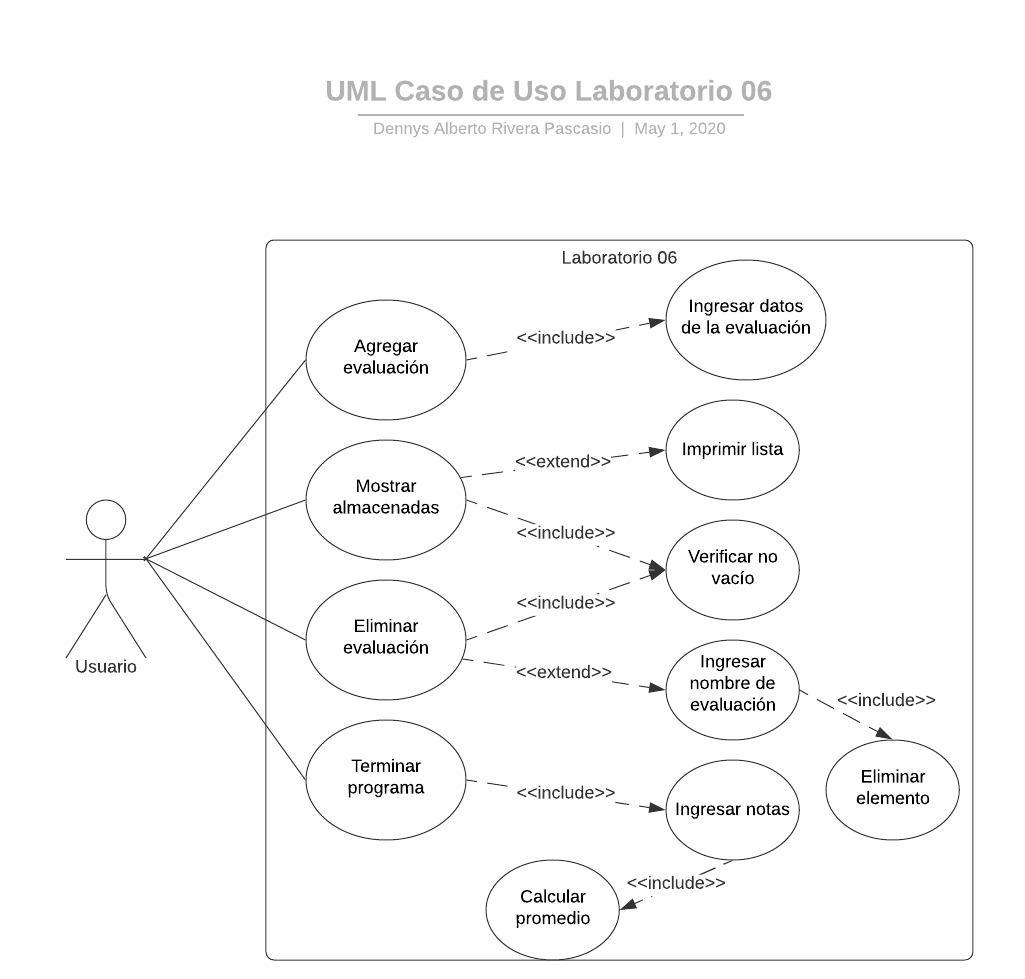 UML Caso de Uso Laboratorio 06
Dennys Alberto Rivera Pascasio | May 1, 2020
Laboratorio 06
Ingresar datos
de la evaluación
<<include>>
Agregar
evaluación
<<extend>>
Imprimir lista
Mostrar
almacenadas
<<include>>
Verificar no
vacío
<<include>>
Eliminar
evaluación
<<extend>>
Ingresar
nombre de
evaluación
<<include>>
Usuario
Terminar
programa
<<include>>
Ingresar notas
Eliminar
elemento
<<include>>
Calcular
promedio